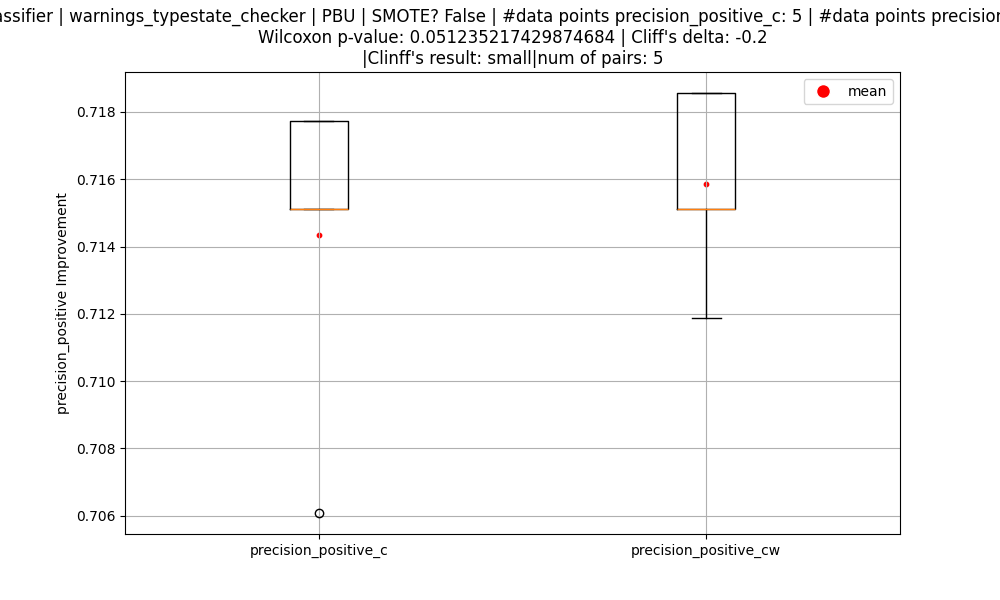 | warnings_typestate_checker | PBU | SMOTE? False | #data points precision_positive_c: 5 | #data points
Wilcoxon p-value: 0.051235217429874684 | Cliff's delta: -0.2
|Clinff's result: small|num of pairs: 5
mean
0.718
0.716
0.714
0.712
0.710
0.708
0.706
precision_positive Improvement
precision_positive_c
precision_positive_cw